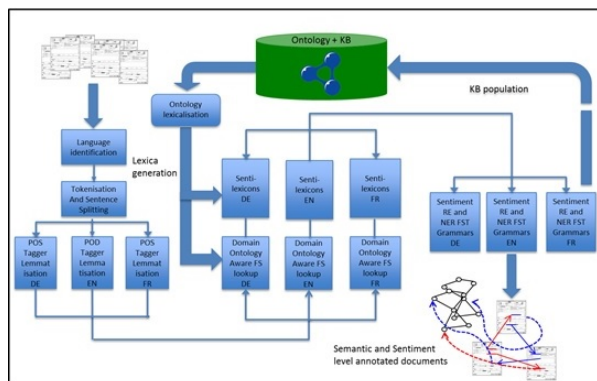 Ontology + KB
KB population
Ontology
lexicalisation
Lexica
generation
Language
identification
Tokenisation
And Sentence
Splitting
POS
Tagger
Lemmat
isation
DE
POD
Tagger
Lemma
tisation
EN
POS
Tagger
Lemmat
isation
FR
Senti-
lexicons
DE
Senti-
lexicons
EN
Senti-
lexicons
FR
Domain
Ontology
Aware FS
lookup
DE
Domain
Ontology
Aware FS
lookup
EN
Domain
Ontology
Aware FS
lookup
FR
Sentiment
RE and
NER FST
Grammars
DE
Sentiment
RE and
NER FST
Grammars
EN
Sentiment
RE and
NER FST
Grammars
FR
Semantic and Sentiment
level annotated documents